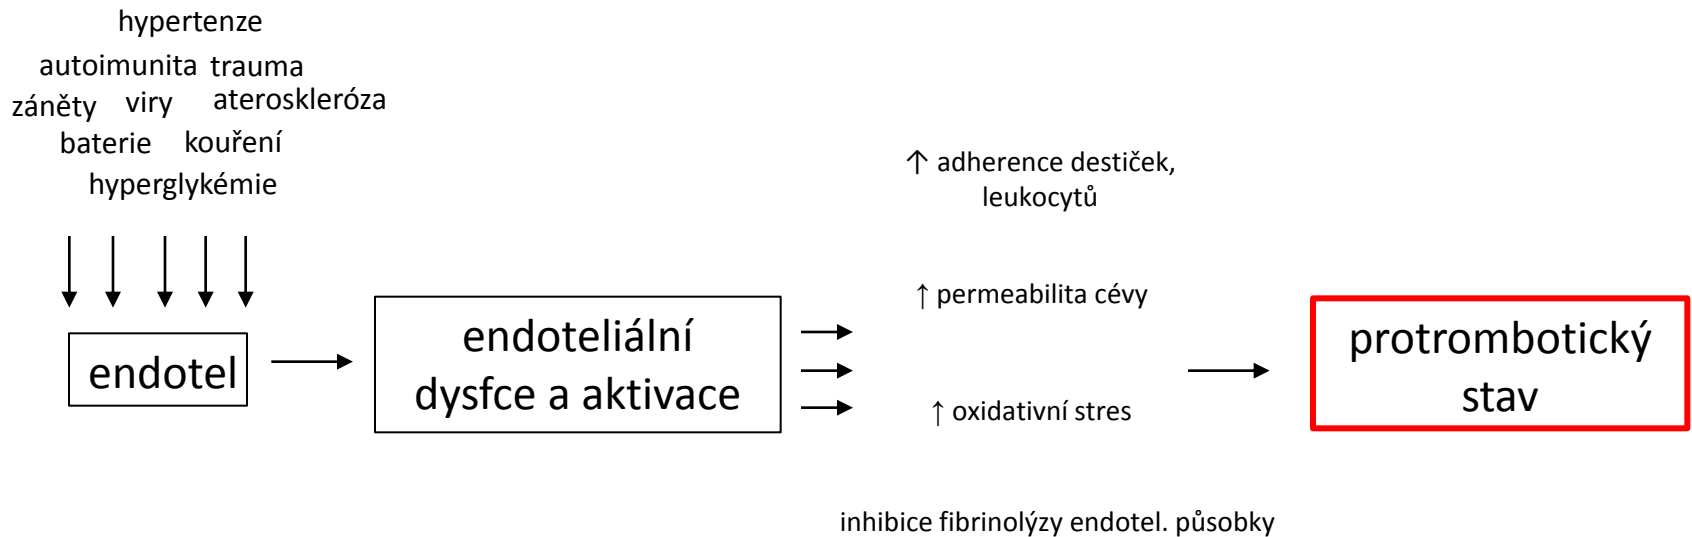 hypertenze
autoimunita trauma
záněty viry ateroskleróza
baterie kouření
hyperglykémie
endotel
endoteliální
dysfce a aktivace
↑ adherence destiček,
leukocytů
↑ permeabilita cévy
↑ oxidativní stres
inhibice fibrinolýzy endotel. působky
protrombotický
stav